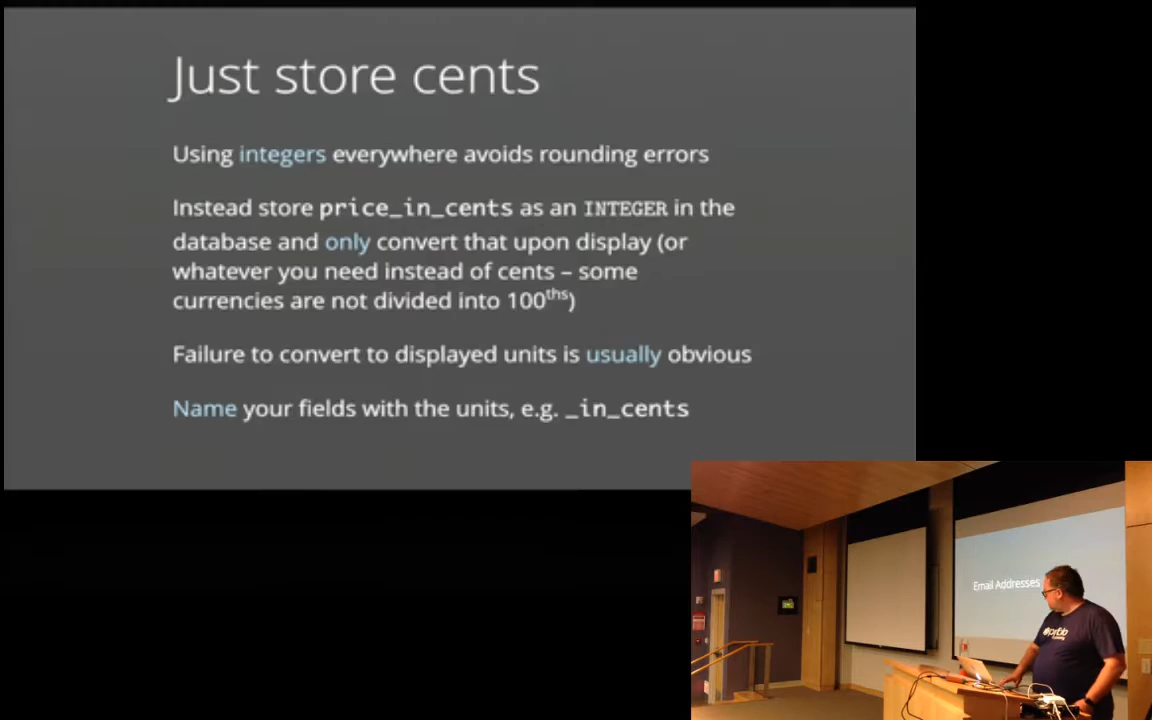 Just store cents
Using integers everywhere avoids rounding errors
Instead store price_in_cents as an INTEGER in the
database and only convert that upon display (or
whatever you need instead of cents – some
currencies are not divided into 100ths)
Failure to convert to displayed units is usually obvious
Name your fields with the units, e.g. _in_cents
Email Addresses